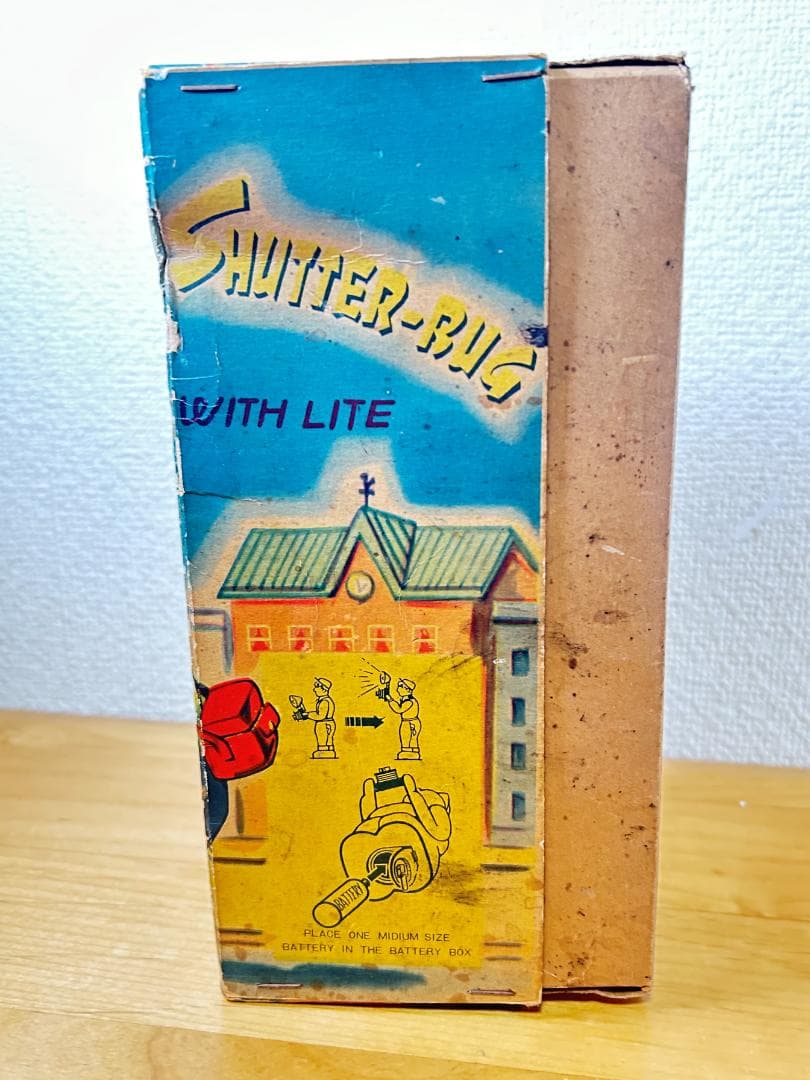 SHUTTER-BUG
WITH LITE
BATTERY
PLACE ONE MIDIUM SIZE
BATTERY IN THE BATTERY BOX